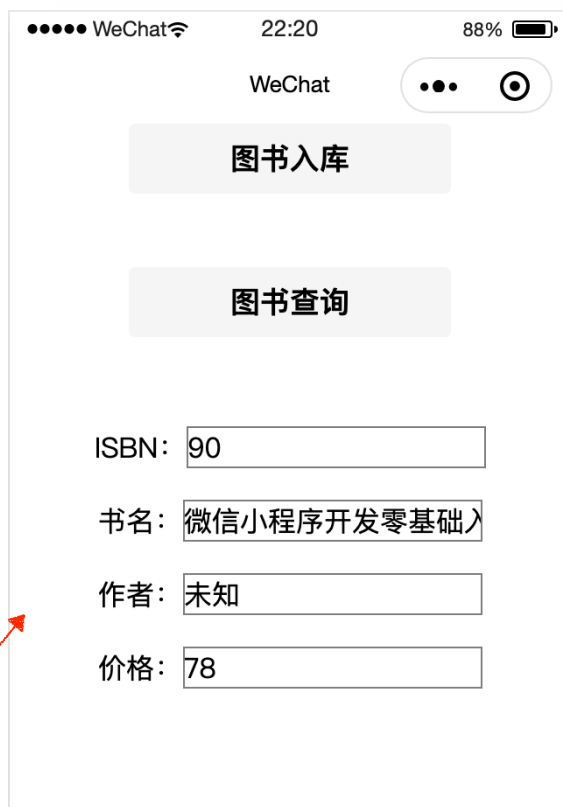 ●●●●● WeChat 22:20 88%
WeChat
图书入库
图书查询
ISBN： 90
书名： 微信小程序开发零基础入
作者： 未知
价格： 78